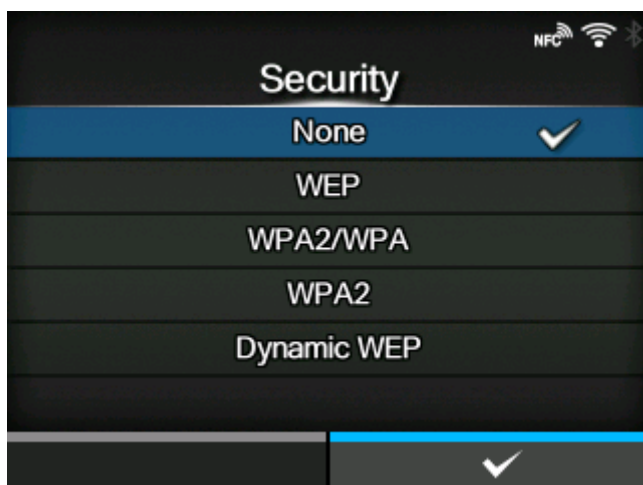 NFC
Security
None
WEP
WPA2/WPA
WPA2
Dynamic WEP